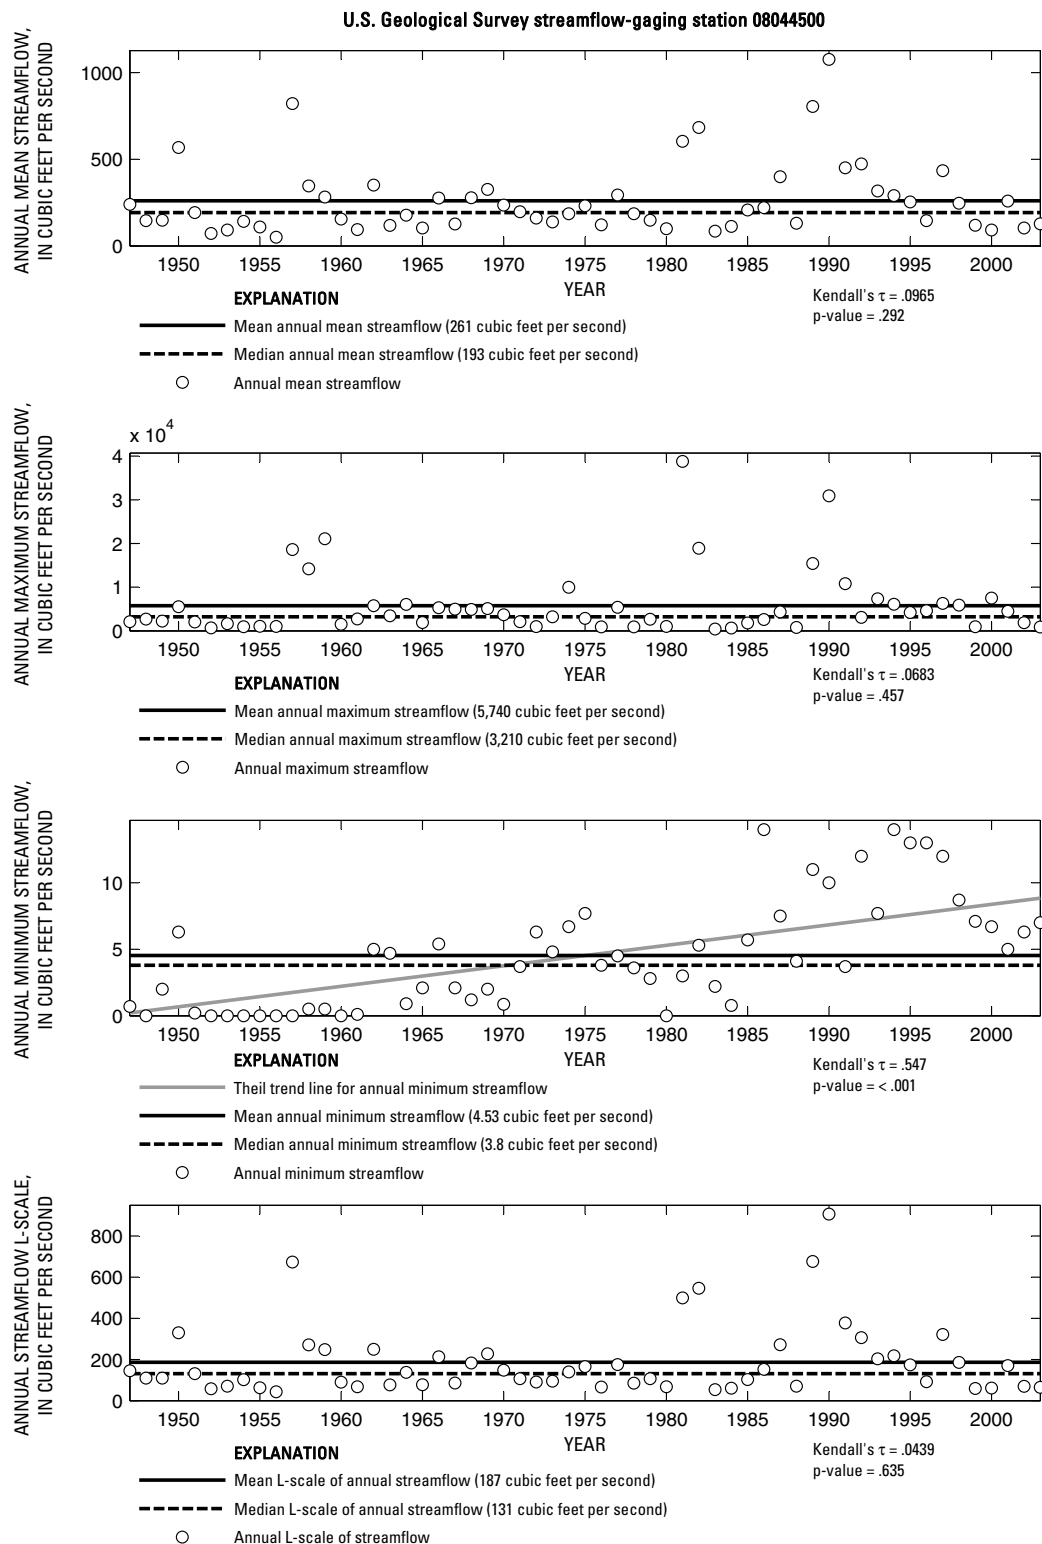 U.S. Geological Survey streamflow-gaging station 08044500
ANNUAL MEAN STREAMFLOW,
IN CUBIC FEET PER SECOND
1000
500
0
1950 1955 1960 1965 1970 1975 1980 1985 1990 1995 2000
YEAR
Kendall's τ = .0965
p-value = .292
EXPLANATION
Mean annual mean streamflow (261 cubic feet per second)
Median annual mean streamflow (193 cubic feet per second)
Annual mean streamflow
ANNUAL MAXIMUM STREAMFLOW,
IN CUBIC FEET PER SECOND
x 10^4
4
3
2
1
0
1950 1955 1960 1965 1970 1975 1980 1985 1990 1995 2000
YEAR
Kendall's τ = .0683
p-value = .457
EXPLANATION
Mean annual maximum streamflow (5,740 cubic feet per second)
Median annual maximum streamflow (3,210 cubic feet per second)
Annual maximum streamflow
ANNUAL MINIMUM STREAMFLOW,
IN CUBIC FEET PER SECOND
10
5
0
1950 1955 1960 1965 1970 1975 1980 1985 1990 1995 2000
YEAR
Kendall's τ = .547
p-value = < .001
EXPLANATION
Theil trend line for annual minimum streamflow
Mean annual minimum streamflow (4.53 cubic feet per second)
Median annual minimum streamflow (3.8 cubic feet per second)
Annual minimum streamflow
ANNUAL STREAMFLOW L-SCALE,
IN CUBIC FEET PER SECOND
800
600
400
200
0
1950 1955 1960 1965 1970 1975 1980 1985 1990 1995 2000
YEAR
Kendall's τ = .0439
p-value = .635
EXPLANATION
Mean L-scale of annual streamflow (187 cubic feet per second)
Median L-scale of annual streamflow (131 cubic feet per second)
Annual L-scale of streamflow